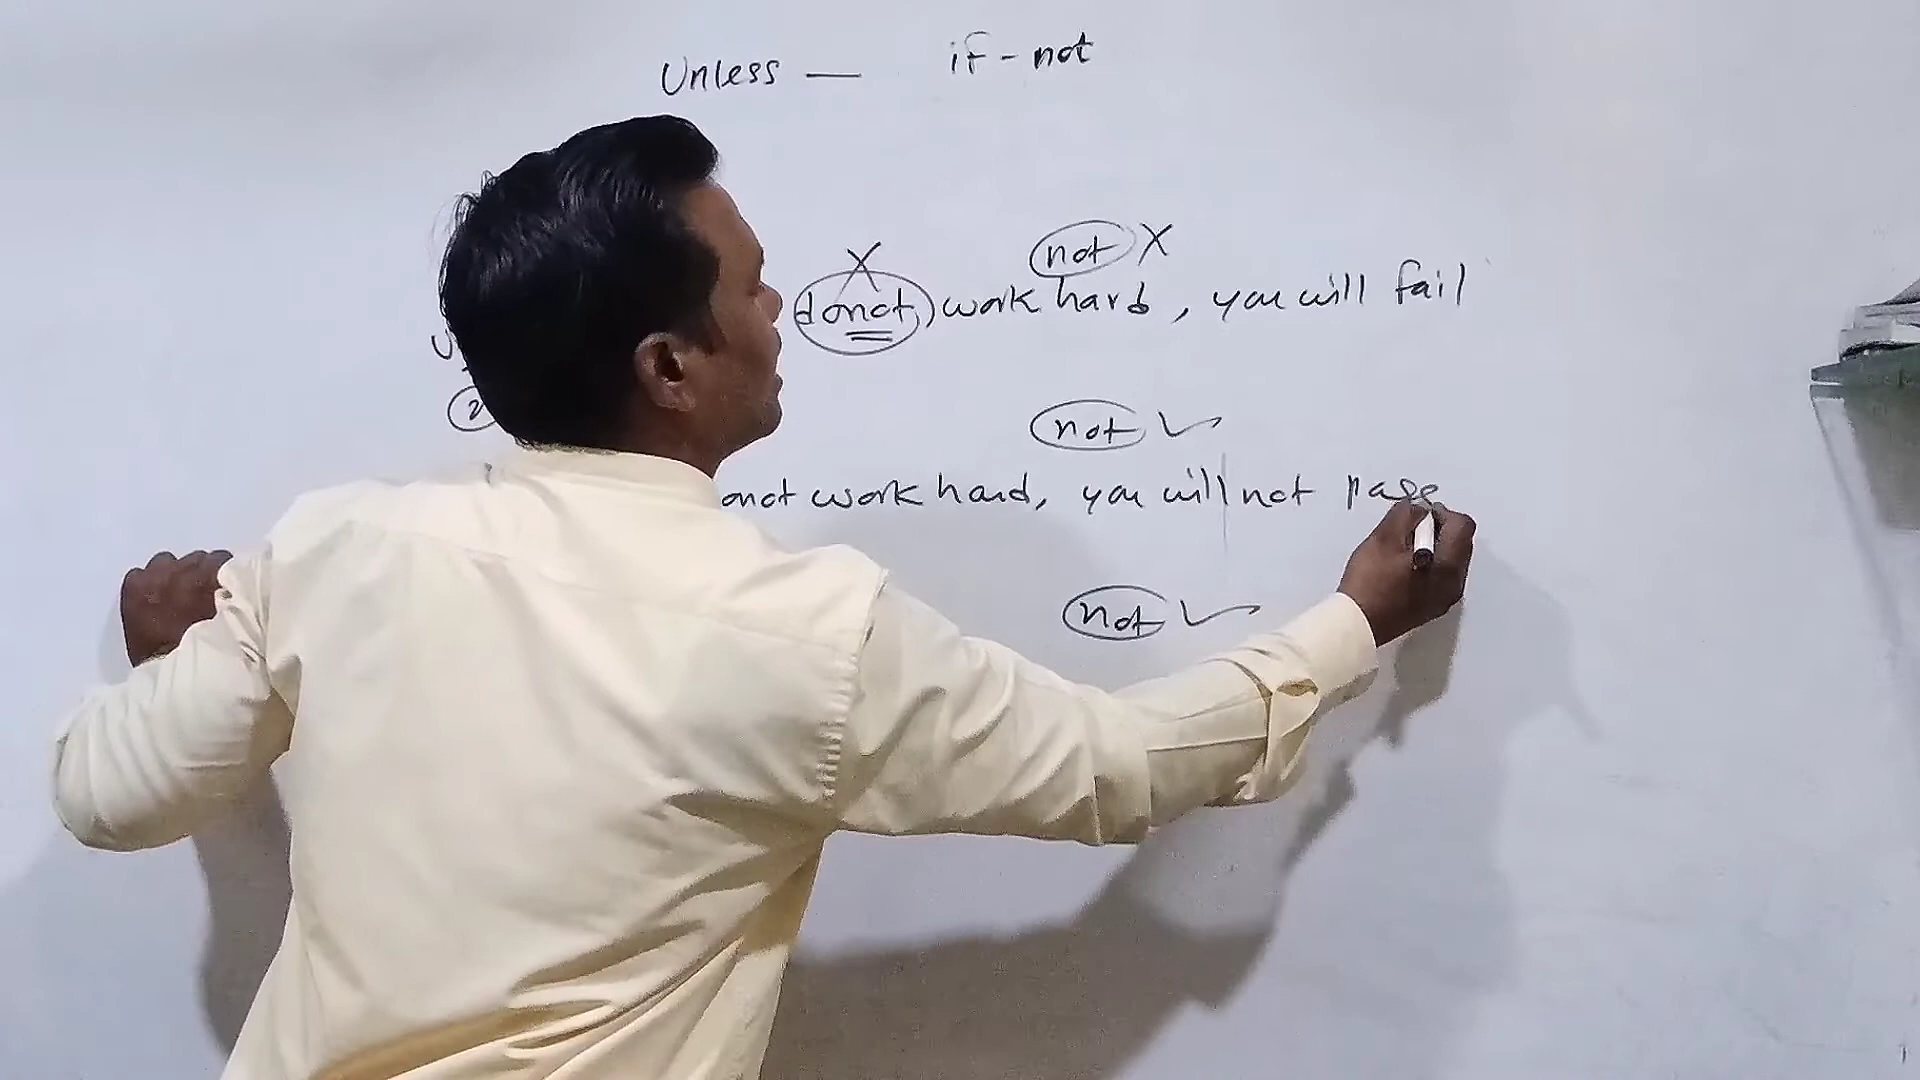 Unless — if - not
X not X
donot work hard, you will fail
not ✓
onot work hard, you will not pass
not ✓